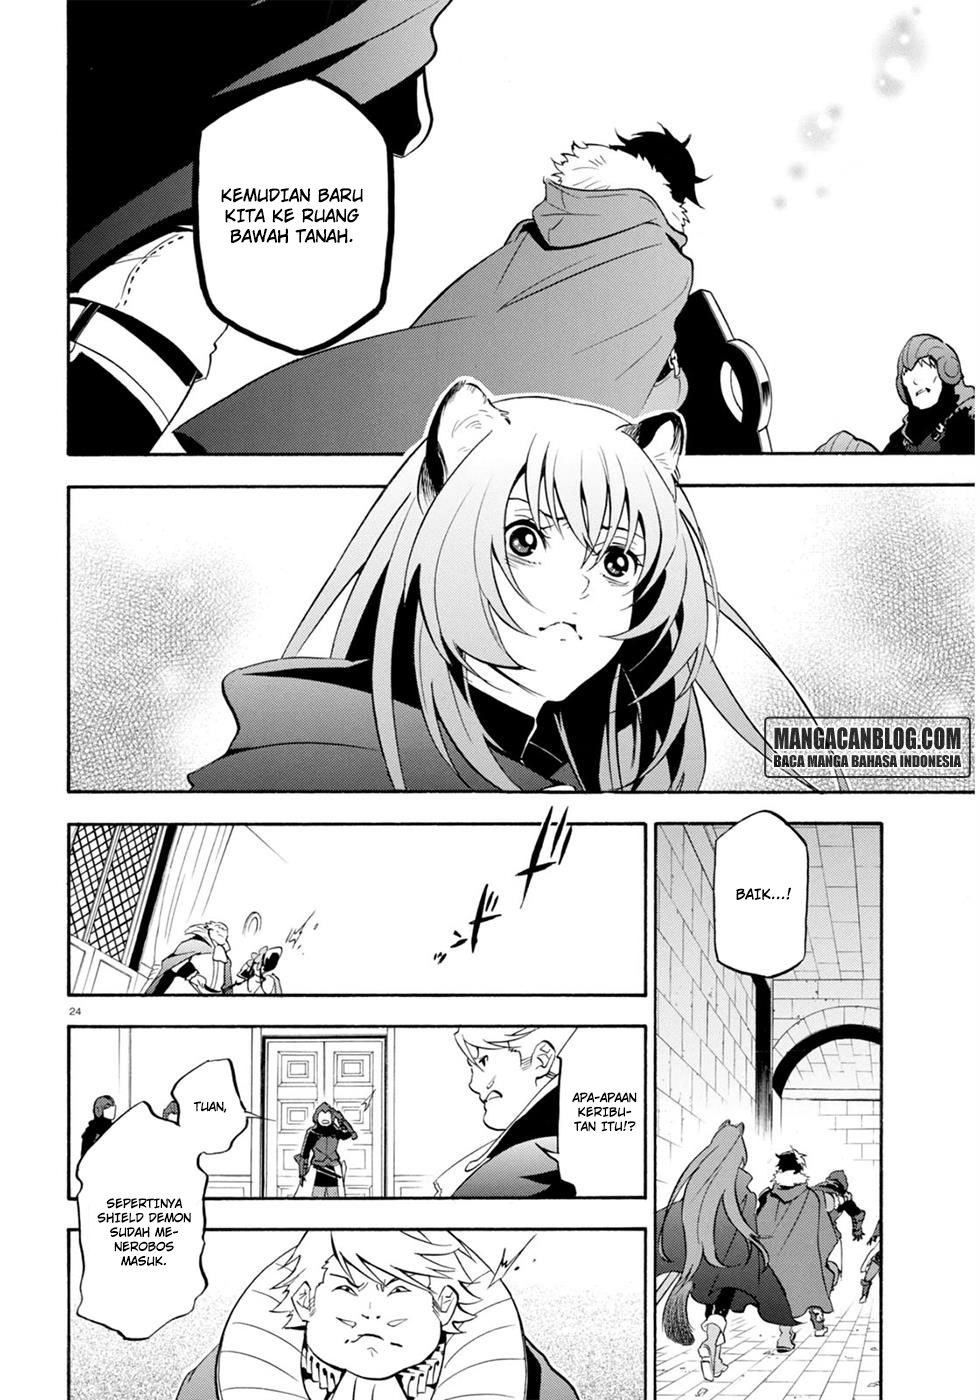 KEMUDIAN BARU
KITA KE RUANG
BAWAH TANAH.
MANGACANBLOG.COM
BACA MANGA BAHASA INDONESIA
BAIK...!
24
APA-APAAN
KERIBU-
TAN ITU!?
TUAN,
SEPERTINYA
SHIELD DEMON
SUDAH ME-
NEROBOS
MASUK.